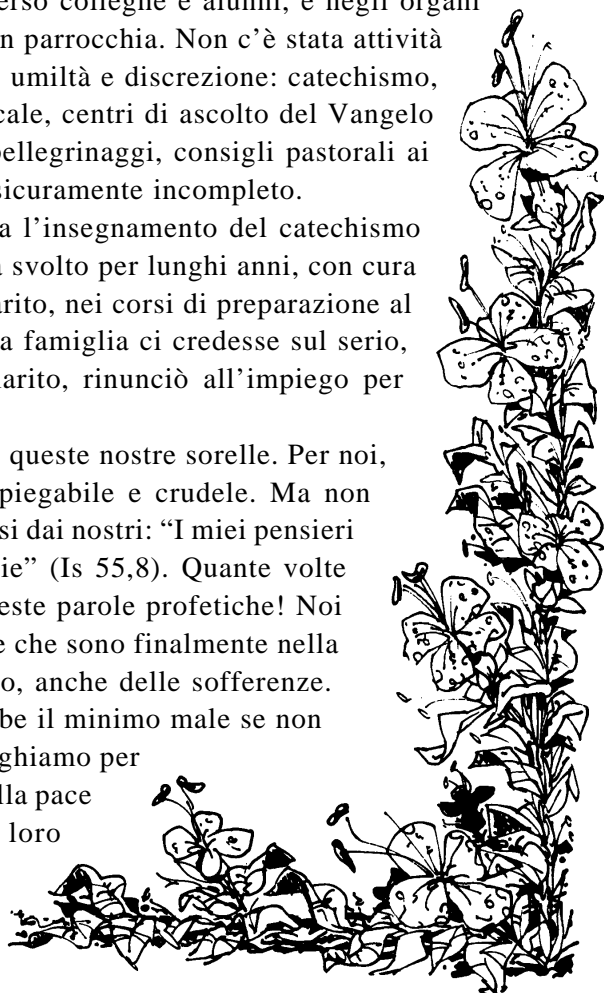 erso colleghe e alunni, e negli organi
n parrocchia. Non c'è stata attività
umiltà e discrezione: catechismo,
cale, centri di ascolto del Vangelo
pellegrinaggi, consigli pastorali ai
sicuramente incompleto.
a l'insegnamento del catechismo
svolto per lunghi anni, con cura
arito, nei corsi di preparazione al
a famiglia ci credesse sul serio,
narito, rinunciò all'impiego per
queste nostre sorelle. Per noi,
piegabile e crudele. Ma non
si dai nostri: “I miei pensieri
ie” (Is 55,8). Quante volte
este parole profetiche! Noi
e che sono finalmente nella
o, anche delle sofferenze.
be il minimo male se non
ghiamo per
lla pace
loro